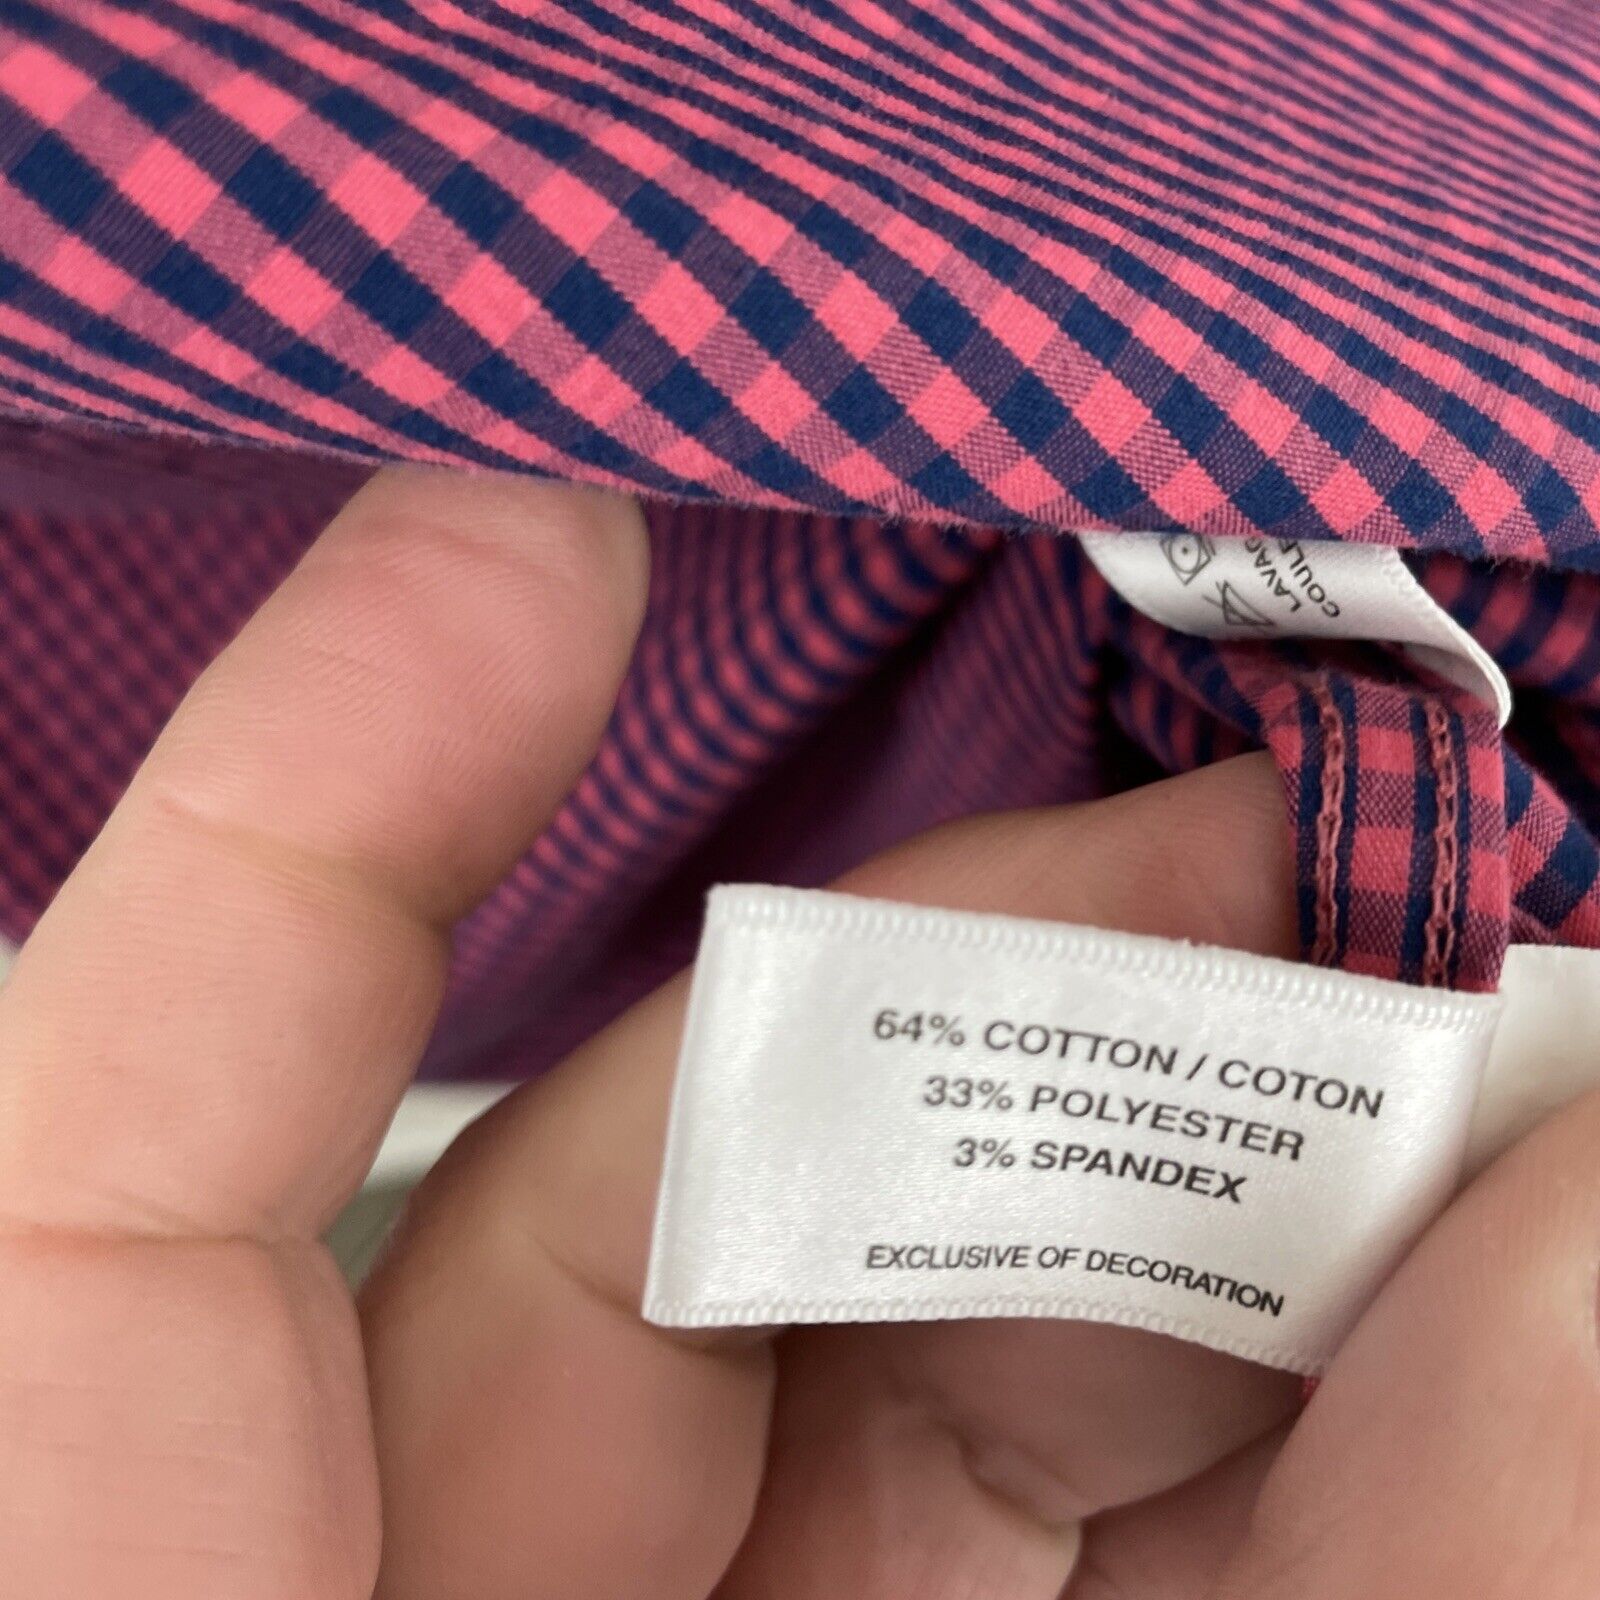 64% COTTON / COTON
33% POLYESTER
3% SPANDEX
EXCLUSIVE OF DECORATION